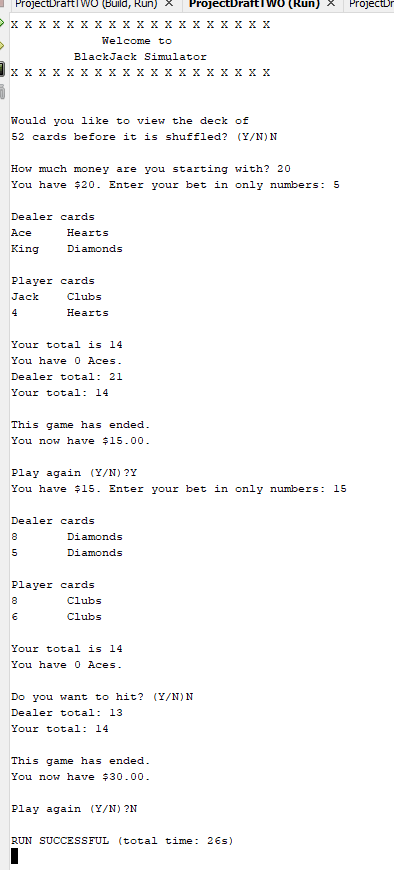 ProjectDraftTWO (Build, Run) × ProjectDraftTWO (Run) × ProjectDr
X X X X X X X X X X X X X X X X X X X
Welcome to
BlackJack Simulator
X X X X X X X X X X X X X X X X X X X
Would you like to view the deck of
52 cards before it is shuffled? (Y/N)N
How much money are you starting with? 20
You have $20. Enter your bet in only numbers: 5
Dealer cards
Ace Hearts
King Diamonds
Player cards
Jack Clubs
4 Hearts
Your total is 14
You have 0 Aces.
Dealer total: 21
Your total: 14
This game has ended.
You now have $15.00.
Play again (Y/N)?Y
You have $15. Enter your bet in only numbers: 15
Dealer cards
8 Diamonds
5 Diamonds
Player cards
8 Clubs
6 Clubs
Your total is 14
You have 0 Aces.
Do you want to hit? (Y/N)N
Dealer total: 13
Your total: 14
This game has ended.
You now have $30.00.
Play again (Y/N)?N
RUN SUCCESSFUL (total time: 26s)